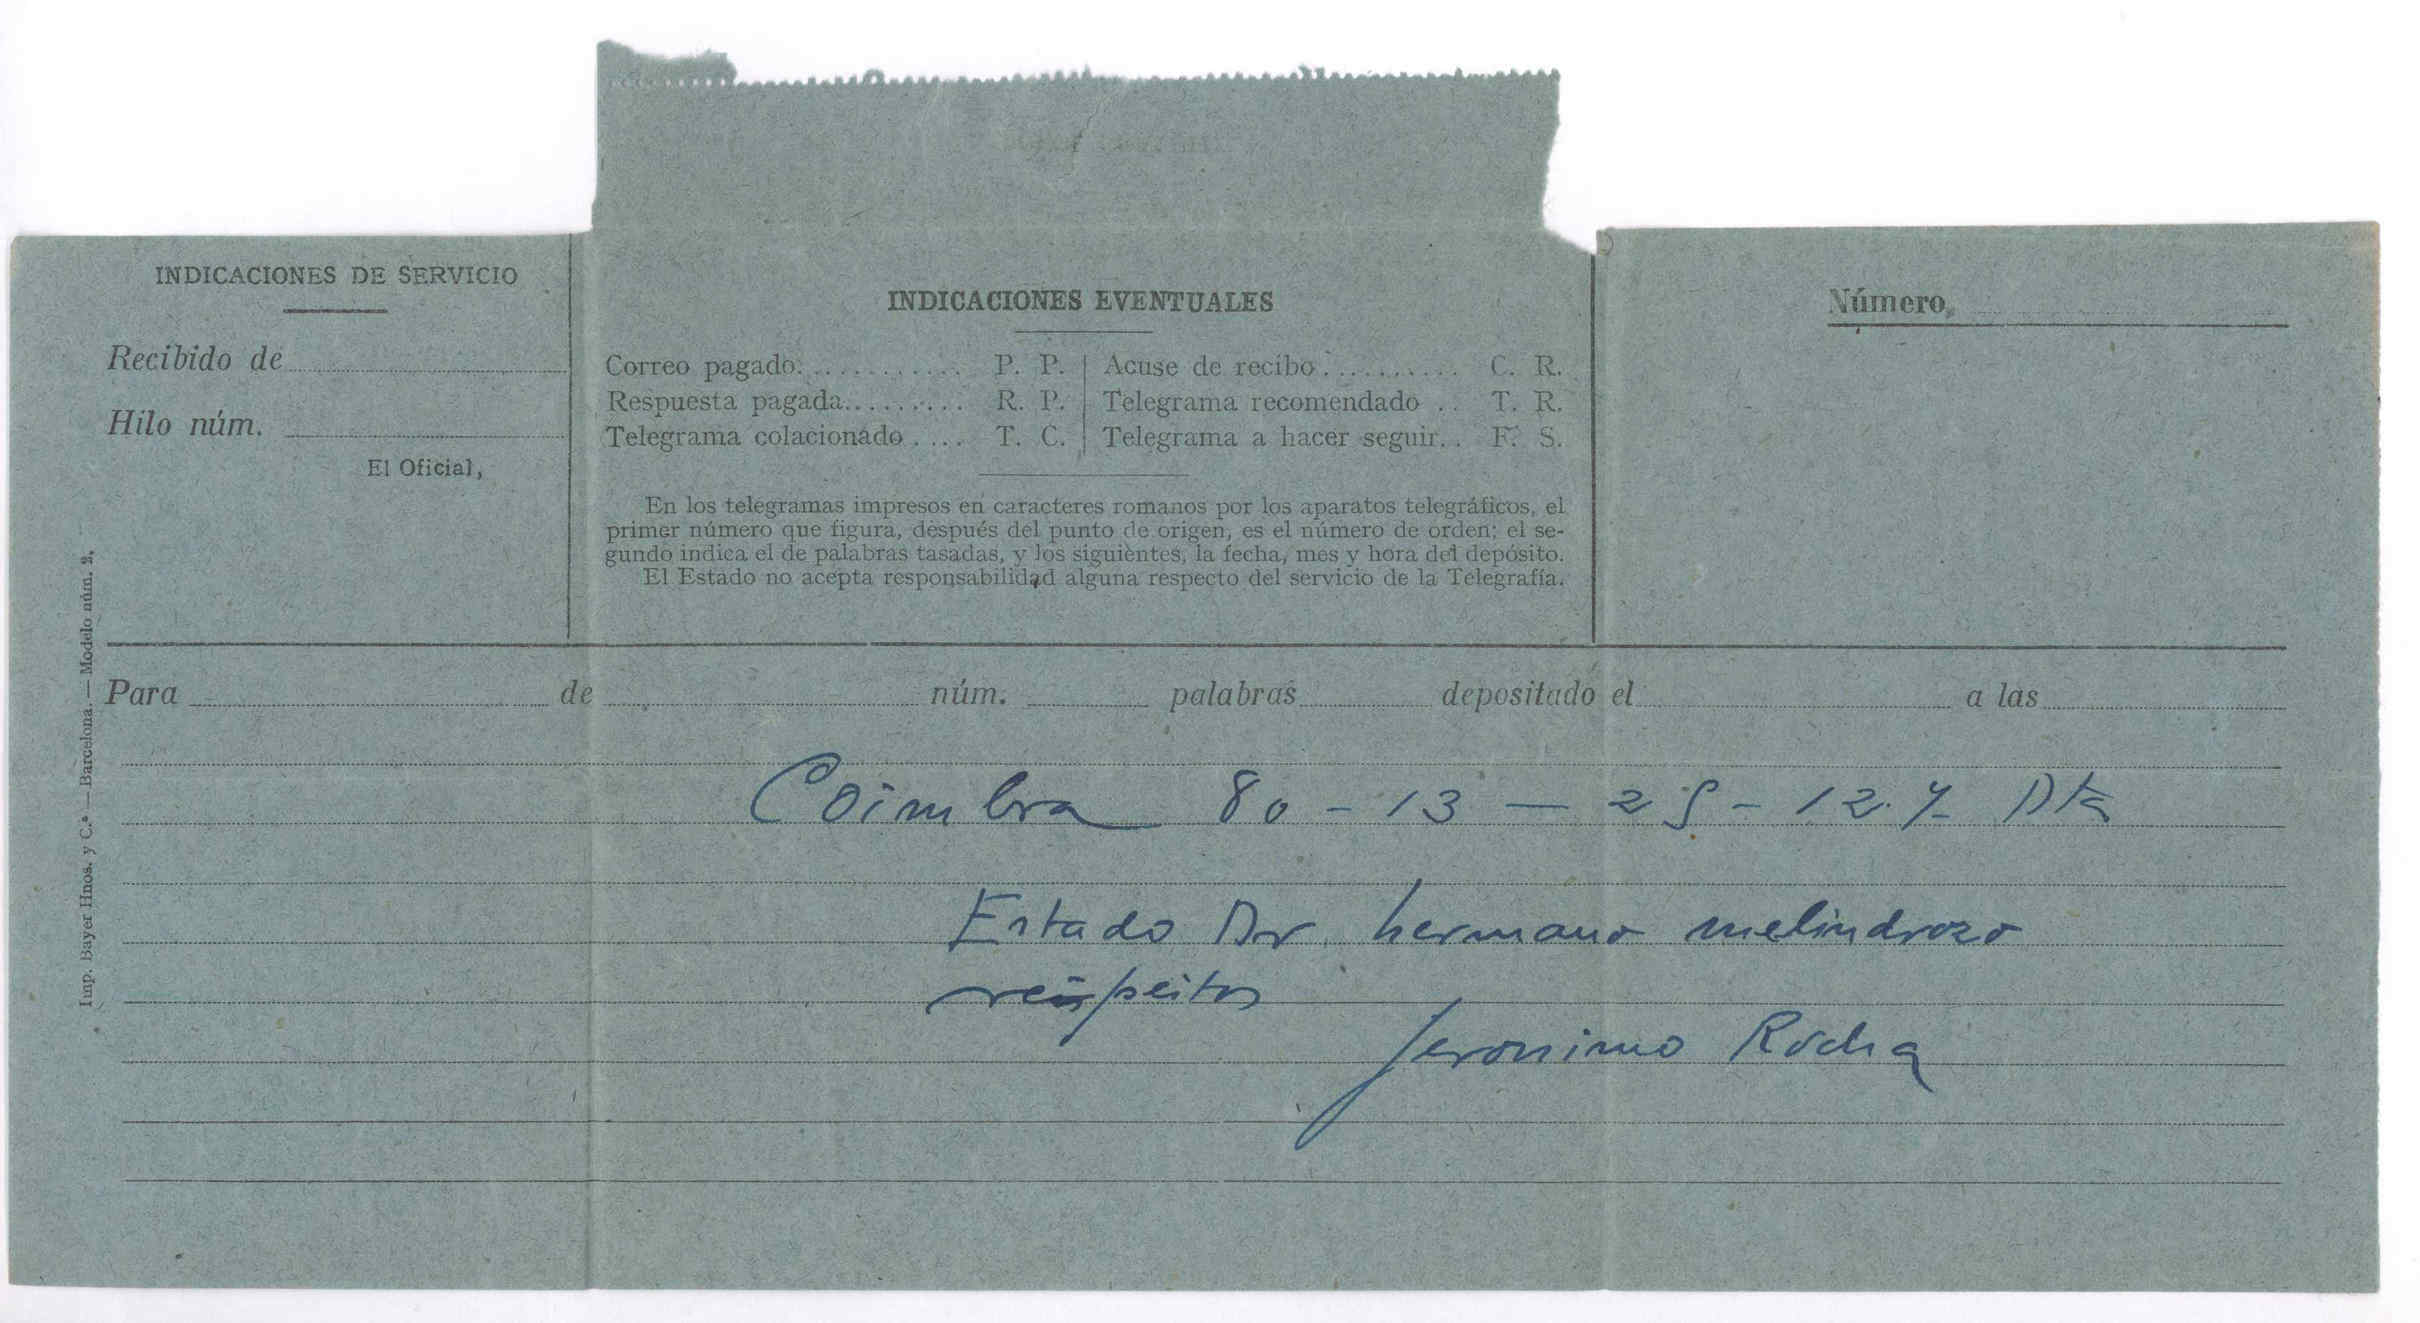 INDICACIONES DE SERVICIO
Recibido de
Hilo núm.
El Oficial,
INDICACIONES EVENTUALES
Correo pagado. .......... P. P.
Respuesta pagada......... R. P.
Telegrama colacionado .... T. C.
Acuse de recibo .......... C. R.
Telegrama recomendado .. T. R.
Telegrama a hacer seguir.. F. S.
En los telegramas impresos en caracteres romanos por los aparatos telegráficos, el
primer número que figura, después del punto de origen, es el número de orden; el se-
gundo indica el de palabras tasadas, y los siguientes, la fecha, mes y hora del depósito.
El Estado no acepta responsabilidad alguna respecto del servicio de la Telegrafía.
Número,
Imp. Bayer Hnos. y C.ª — Barcelona. — Modelo núm. 2.
Para de núm. palabras depositado el a las
Coimbra 80 - 13 — 25 - 12.
Estado Dr. hermano melindrozo
respeitos
Jeronimo Rocha